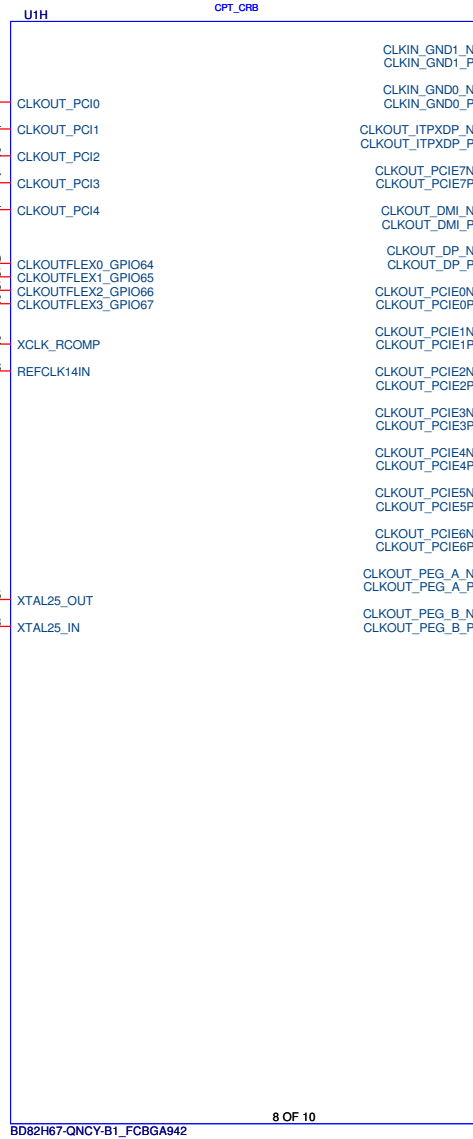 CPT_CRB
U1H
CLKIN_GND1_N
CLKIN_GND1_P
CLKIN_GND0_N
CLKOUT_PCI0 CLKIN_GND0_P
CLKOUT_PCI1 CLKOUT_ITPXDP_N
CLKOUT_ITPXDP_P
CLKOUT_PCI2
CLKOUT_PCIE7N
CLKOUT_PCI3 CLKOUT_PCIE7P
CLKOUT_PCI4 CLKOUT_DMI_N
CLKOUT_DMI_P
CLKOUT_DP_N
CLKOUTFLEX0_GPIO64 CLKOUT_DP_P
CLKOUTFLEX1_GPIO65
CLKOUTFLEX2_GPIO66 CLKOUT_PCIE0N
CLKOUTFLEX3_GPIO67 CLKOUT_PCIE0P
CLKOUT_PCIE1N
XCLK_RCOMP CLKOUT_PCIE1P
REFCLK14IN CLKOUT_PCIE2N
CLKOUT_PCIE2P
CLKOUT_PCIE3N
CLKOUT_PCIE3P
CLKOUT_PCIE4N
CLKOUT_PCIE4P
CLKOUT_PCIE5N
CLKOUT_PCIE5P
CLKOUT_PCIE6N
CLKOUT_PCIE6P
CLKOUT_PEG_A_N
CLKOUT_PEG_A_P
XTAL25_OUT
CLKOUT_PEG_B_N
XTAL25_IN CLKOUT_PEG_B_P
8 OF 10
BD82H67-QNCY-B1_FCBGA942